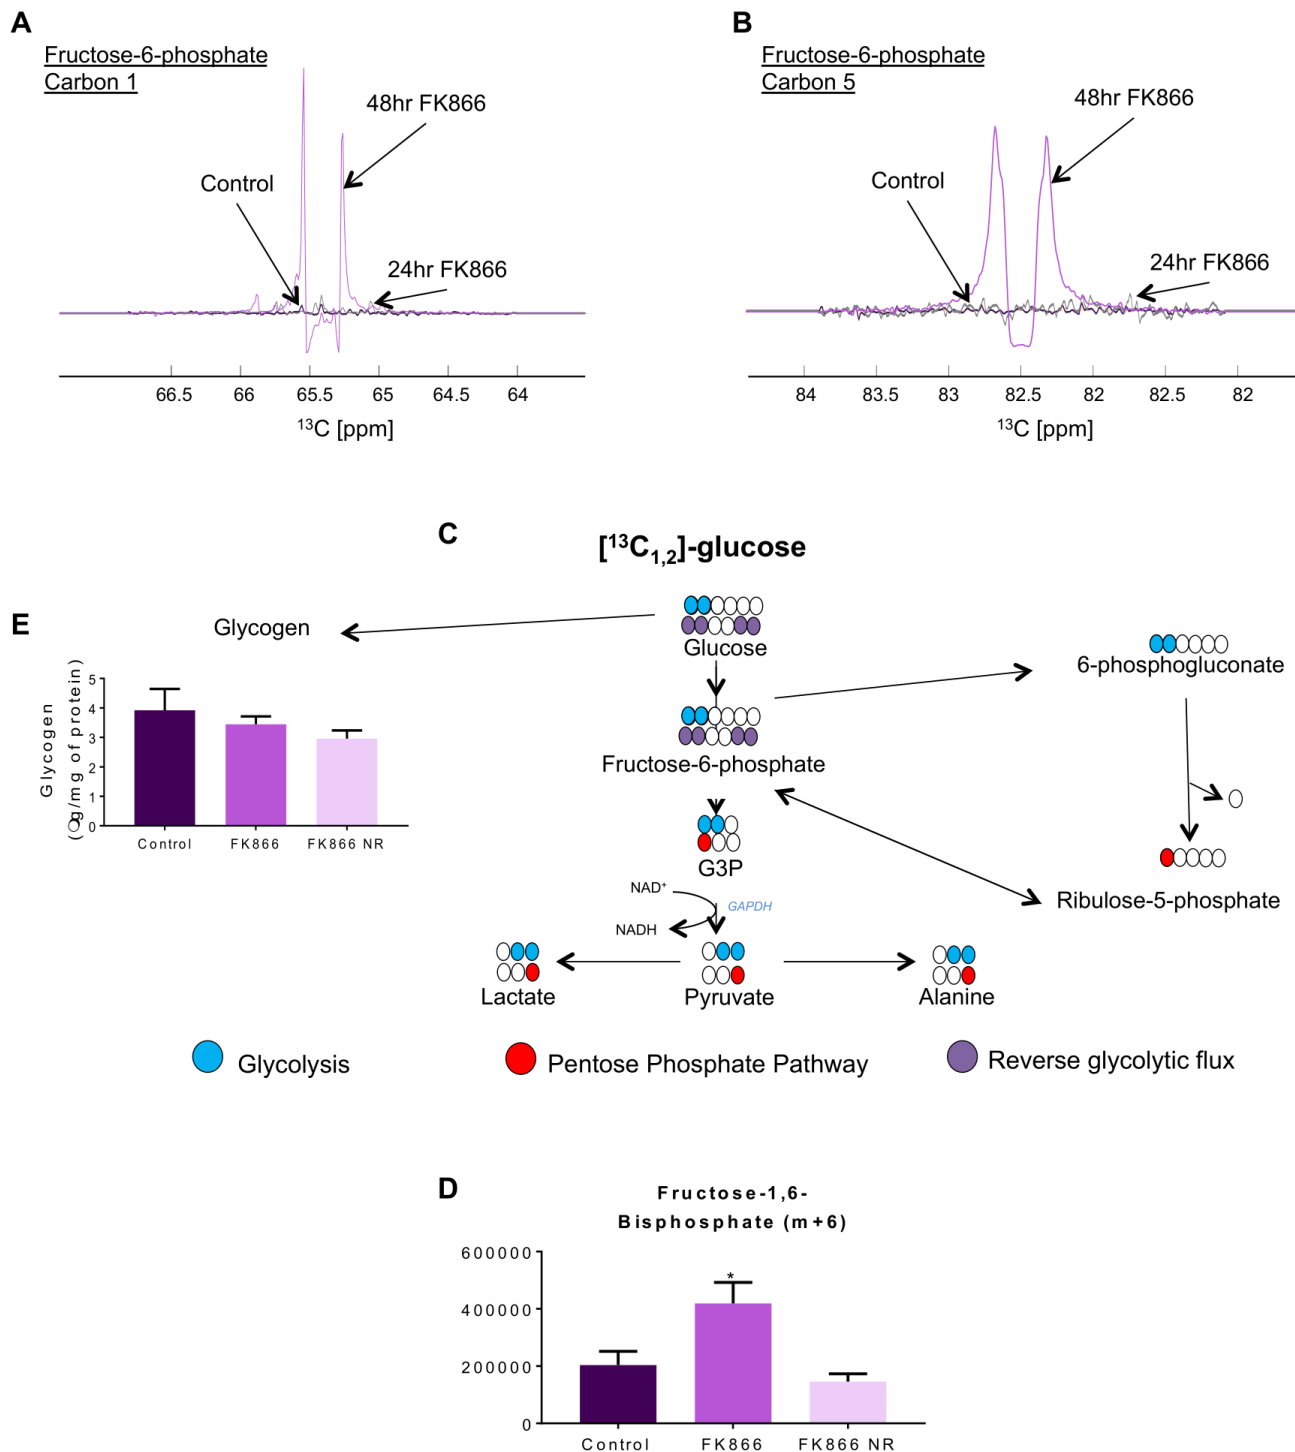 A
Fructose-6-phosphate
Carbon 1
48hr FK866
Control
24hr FK866
66.5 66 65.5 65 64.5 64
¹³C [ppm]
B
Fructose-6-phosphate
Carbon 5
48hr FK866
Control
24hr FK866
84 83.5 83 82.5 82 82.5 82
¹³C [ppm]
C
[¹³C₁,₂]-glucose
Glucose
Fructose-6-phosphate
G3P
NAD⁺
GAPDH
NADH
Lactate
Pyruvate
Alanine
6-phosphogluconate
Ribulose-5-phosphate
Glycolysis
Pentose Phosphate Pathway
Reverse glycolytic flux
E
Glycogen
Glycogen
g/mg of protein)
5
4
3
2
1
0
Control FK866 FK866 NR
D
Fructose-1,6-
Bisphosphate (m+6)
600000
400000
200000
0
*
Control FK866 FK866 NR